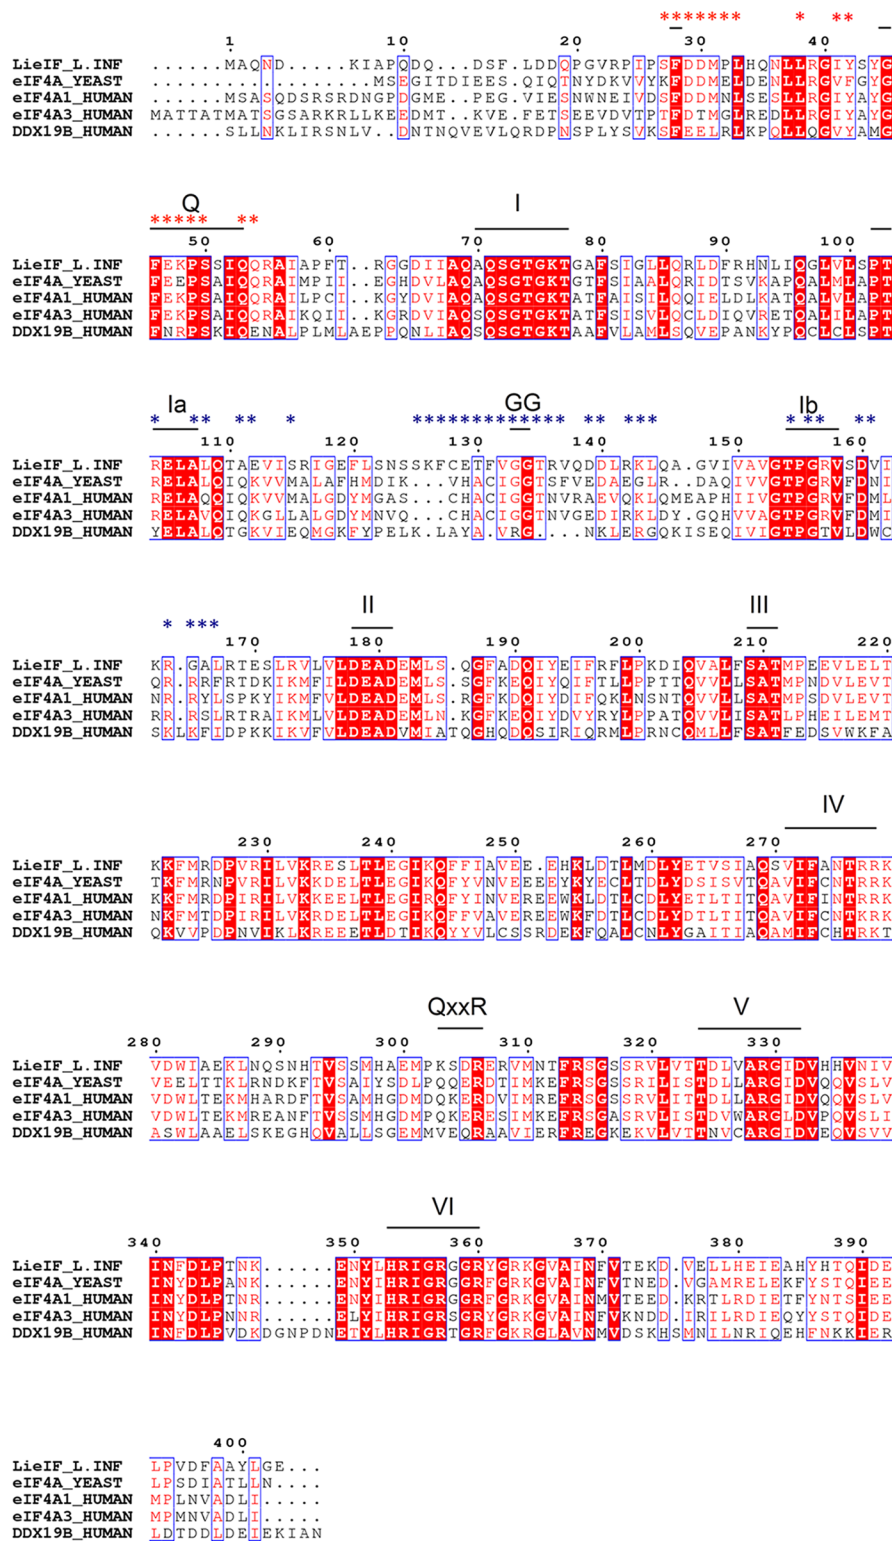 ************* * **
1 10 20 30 40
LieIF_L.INF ......MAQND.....KIAPQDQ..DSF.LDDQPGVRPIPSFDDMPLHQNLLRGIYSYG
eIF4A_YEAST ..................MSEGITDIEESQIQTNYDKVVYKFDDMELDENLLRGVFGYG
eIF4A1_HUMAN ......MSASQDSRSRDNGPDGME..PEG.VIESNWNEIVDSFDDMNLSESLLRGIYAYG
eIF4A3_HUMAN MATTATMATSGSARKRLLKEEDMT..KVE.FETSEEVDVTPTFDTMGLREDLLRGIYAYG
DDX19B_HUMAN ......SLLNKLIRSNLV.DNTNQVEVLQRDPNSPLYSVKSFEELRLKPQLLQGVYAMG
Q I
***** **
50 60 70 80 90 100
LieIF_L.INF FEKPSSIQQRAIAPFT..RGGDIIAQAQSGTGKTGAFSIGLLQRLDFRHNLIQGLVLSPT
eIF4A_YEAST FEEPSAIQQRAIMPII..EGHDVLAQAQSGTGKTGTFSIAALQRIDTSVKAPQALMLAPT
eIF4A1_HUMAN FEKPSAIQQRAILPCI..KGYDVIAQAQSGTGKTATFAISILQQIELDLKATQALVLAPT
eIF4A3_HUMAN FEKPSAIQQRAIKQII..KGRDVIAQSQSGTGKTATFSISVLQCLDIQVRETQALILAPT
DDX19B_HUMAN FNRPSKIQENALPLMLAEPPQNLIAQSQSGTGKTAAFVLAMLSQVEPANKYPQCLCLSPT
Ia GG Ib
110 120 130 140 150 160
LieIF_L.INF RELALQTAEVISRIGEFLSNSSKFCETFVGGTRVQDDLRKLQA.GVIVAVGTPGRVSDVI
eIF4A_YEAST RELALQIQKVVMALAFHMDIK...VHACIGGTSFVEDAEGLR..DAQIVVGTPGRVFDNI
eIF4A1_HUMAN RELAQQIQKVVMALGDYMGAS...CHACIGGTNVRAEVQKLQMEAPHIIVGTPGRVFDML
eIF4A3_HUMAN RELAVQIQKGLLALGDYMNVQ...CHACIGGTNVGEDIRKLDY.GQHVVAGTPGRVFDMI
DDX19B_HUMAN YELALQTGKVIEQMGKFYPELK.LAYA.VRG...NKLERGQKISEQIVIGTPGTVLDWC
II III
* ***
170 180 190 200 210 220
LieIF_L.INF KR.GALRTESLRVLVLDEADEMLS.QGFADQIYEIFRFLPKDIQVALFSATMPEEVLELT
eIF4A_YEAST QR.RRFRTDKIKMFILDEADEMLS.SGFKEQIYQIFTLLPPTTQVVLLSATMPNDVLEVT
eIF4A1_HUMAN NR.RYLSPKYIKMFVLDEADEMLS.RGFKDQIYDIFQKLNSNTQVVLLSATMPSDVLEVT
eIF4A3_HUMAN RR.RSLRTRAIKMLVLDEADEMLN.KGFKEQIYDVYRYLPPATQVVLISATLPHEILEMT
DDX19B_HUMAN SKLKFIDPKKIKVFVLDEADVMIATQGHQDQSIRIQRMLPRNCQMLLFSATFEDSVWKFA
IV
230 240 250 260 270
LieIF_L.INF KKFMRDPVRILVKRESLTLEGIKQFFIAVEE.EHKLDTLMDLYETVSIAQSVIFANTRRK
eIF4A_YEAST TKFMRNPVRILVKKDELTLEGIKQFYVNVEEEEYKYECLTDLYDSISVTQAVIFCNTRRK
eIF4A1_HUMAN KKFMRDPIRILVKKEELTLEGIRQFYINVEREEWKLDTLCDLYETLTITQAVIFINTRRK
eIF4A3_HUMAN NKFMTDPIRILVKRDELTLEGIKQFFVAVEREEWKFDTLCDLYDTLTITQAVIFCNTKRK
DDX19B_HUMAN QKVVPDPNVIKLKREEETLDTIKQYYVLCSSRDEKFQALCNLYGAITIAQAMIFCHTRKT
QxxR V
280 290 300 310 320 330
LieIF_L.INF VDWIAEKLNQSNHTVSSMHAEMPKSDRERVMNTFRSGSSRVLVTTDLVARGIDVHHVNIV
eIF4A_YEAST VEELTTKLRNDKFTVSAIYSDLPQQERDTIMKEFRSGSSRILISTDLLARGIDVQQVSLV
eIF4A1_HUMAN VDWLTEKMHARDFTVSAMHGDMDQKERDVIMREFRSGSSRVLITTDLLARGIDVQQVSLV
eIF4A3_HUMAN VDWLTEKMREANFTVSSMHGDMPQKERESIMKEFRSGASRVLISTDVWARGLDVPQVSLI
DDX19B_HUMAN ASWLAAELSKEGHQVALLSGEMMVEQRAAVIERFREGKEKVLVTTNVCARGIDVEQVSVV
VI
340 350 360 370 380 390
LieIF_L.INF INFDLPTNK......ENYLHRIGRGGRYGRKGVAINFVTEKD.VELLHEIEAHYHTQIDE
eIF4A_YEAST INYDLPANK......ENYIHRIGRGGRFGRKGVAINFVTNED.VGAMRELEKFYSTQIEE
eIF4A1_HUMAN INYDLPTNR......ENYIHRIGRGGRFGRKGVAINMVTEED.KRTLRDIETFYNTSIEE
eIF4A3_HUMAN INYDLPNNR......ELYIHRIGRSGRYGRKGVAINFVKNDD.IRILRDIEQYYSTQIDE
DDX19B_HUMAN INFDLPVDKDGNPDNETYLHRIGRTGRFGKRGLAVNMVDSKHSMNILNRIQEHFNKKIER
400
LieIF_L.INF LPVDFAAYLGE...
eIF4A_YEAST LPSDIATLLN....
eIF4A1_HUMAN MPLNVADLI.....
eIF4A3_HUMAN MPMNVADLI.....
DDX19B_HUMAN LDTDDLDEIEKIAN